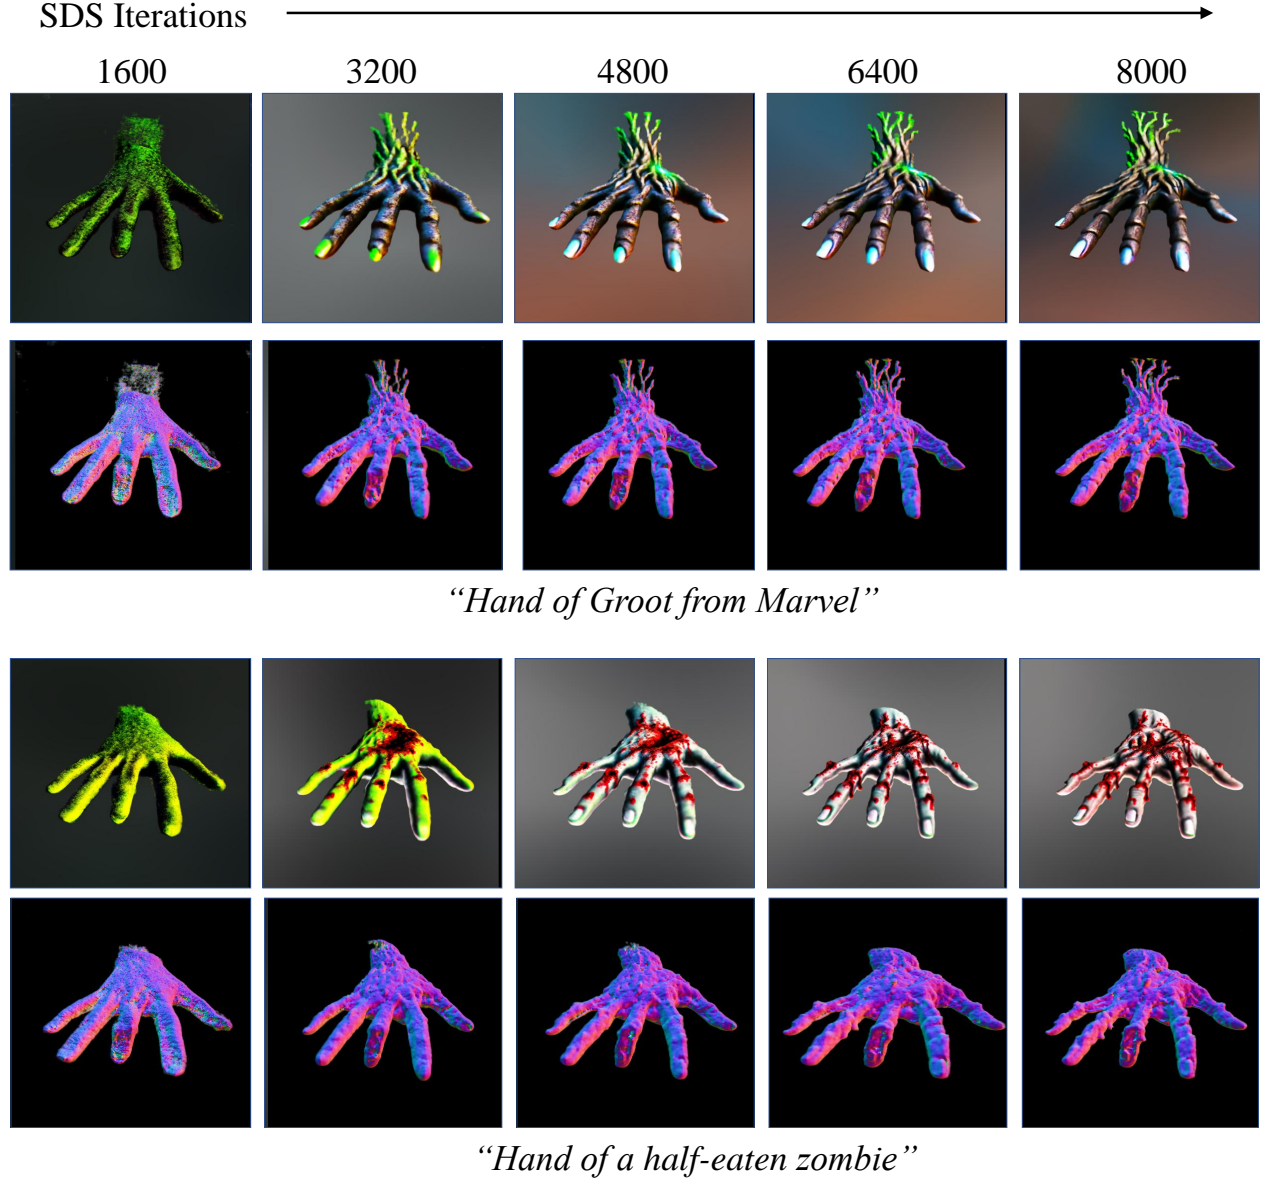 SDS Iterations
1600 3200 4800 6400 8000
“Hand of Groot from Marvel”
“Hand of a half-eaten zombie”